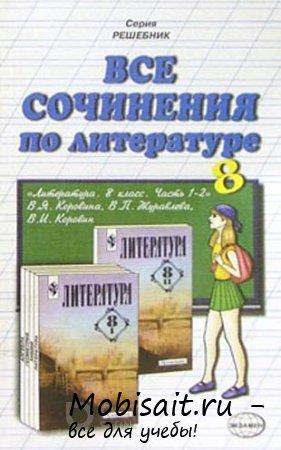 Серия
РЕШЕБНИК
ВСЕ
СОЧИНЕНИЯ
по литературе
8
«Литература. 8 класс. Часть 1-2»
В.Я. Коровина, В.П. Журавлева,
В.И. Коровин
ЛИТЕРАТУРА
8
ЛИТЕРАТУРА
8
ЭКЗАМЕН
Mobisait.ru -
все для учебы!